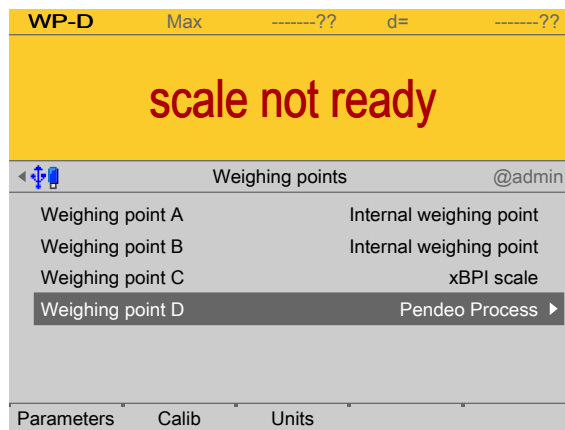 WP-D Max -------?? d= -------??
scale not ready
Weighing points @admin
Weighing point A Internal weighing point
Weighing point B Internal weighing point
Weighing point C xBPI scale
Weighing point D Pendeo Process
Parameters Calib Units